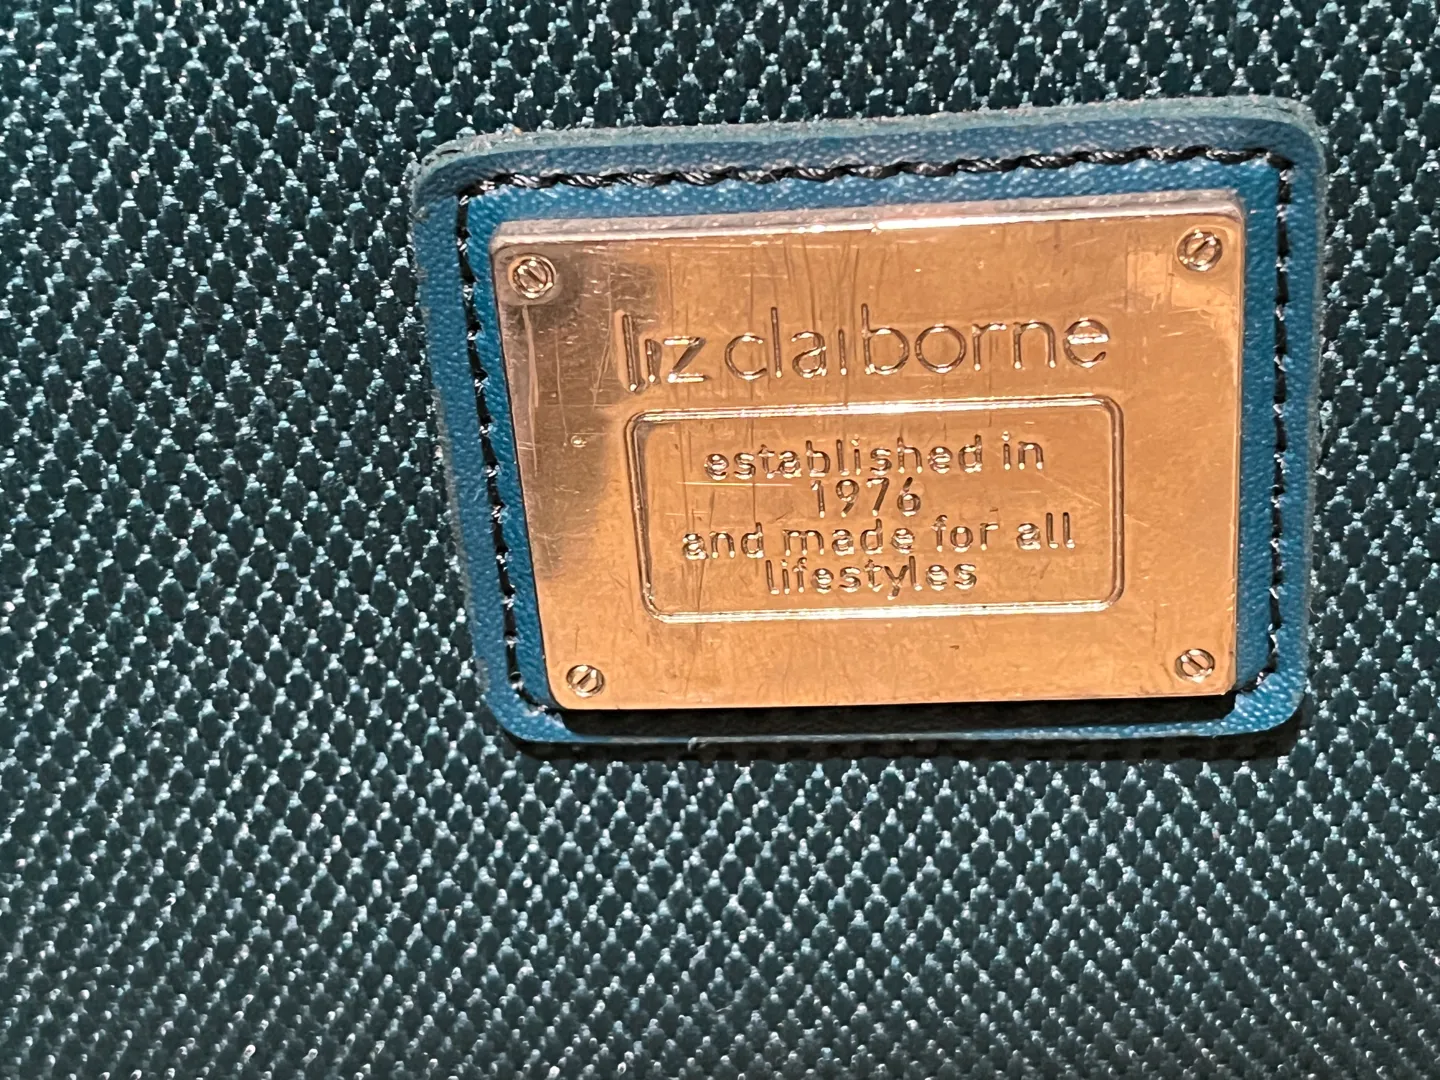 liz claiborne
established in
1976
and made for all
lifestyles